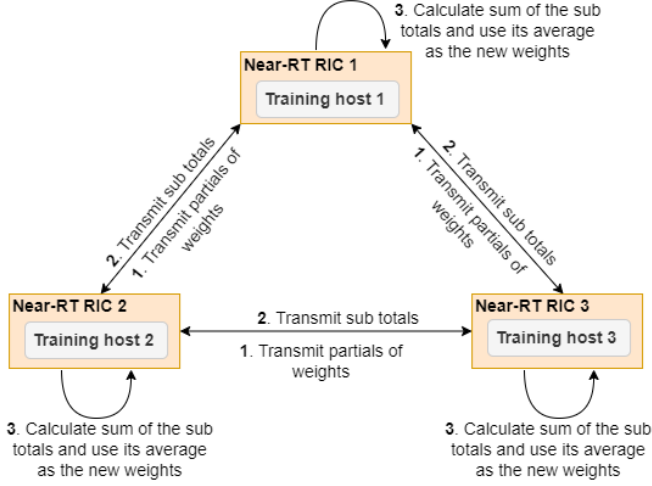 3. Calculate sum of the sub
totals and use its average
as the new weights
Near-RT RIC 1
Training host 1
2. Transmit sub totals
1. Transmit partials of
weights
2. Transmit sub totals
1. Transmit partials of
weights
Near-RT RIC 2
Training host 2
2. Transmit sub totals
1. Transmit partials of
weights
Near-RT RIC 3
Training host 3
3. Calculate sum of the sub
totals and use its average
as the new weights
3. Calculate sum of the sub
totals and use its average
as the new weights